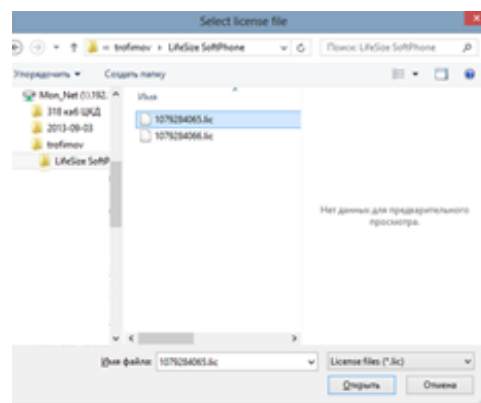 Select license file
« trofimov › LifeSize SoftPhone
Поиск: LifeSize SoftPhone
Упорядочить
Создать папку
Mon_Net (\\192.
318 каб ЦКД
2013-09-03
trofimov
LifeSize SoftP
Имя
1079284065.lic
1079284066.lic
Нет данных для предварительного
просмотра.
Имя файла:
1079284065.lic
License files (*.lic)
Открыть
Отмена